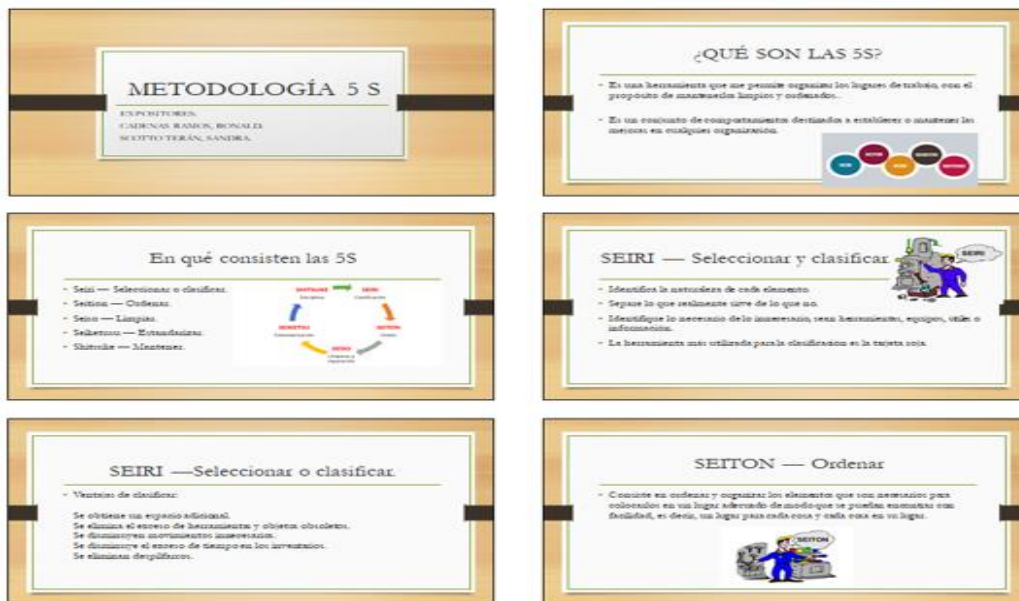 METODOLOGÍA 5 S
EXPOSITORES:
CADENAS RAMOS, RONALD.
SCOTTO TERÁN, SANDRA.
¿QUÉ SON LAS 5S?
Es una herramienta que me permite organizar los lugares de trabajo, con el
propósito de mantenerlos limpios y ordenados..
Es un conjunto de comportamientos destinados a establecer o mantener las
mejoras en cualquier organización.
En qué consisten las 5S
Seiri — Seleccionar o clasificar.
Seiton — Ordenar.
Seiso — Limpiar.
Seiketsu — Estandarizar.
Shitsuke — Mantener.
SHITSUKE
Disciplina
SEIRI
Clasificación
SEITON
Orden
SEISO
SEIRI — Seleccionar y clasificar
SEIRI
Identifica la naturaleza de cada elemento.
Separe lo que realmente sirve de lo que no.
Identifique lo necesario de lo innecesario, sean herramientas, equipos, útiles o
información.
La herramienta más utilizada para la clasificación es la tarjeta roja.
SEIRI —Seleccionar o clasificar.
Ventajas de clasificar:
Se obtiene un espacio adicional.
Se elimina el exceso de herramientas y objetos obsoletos.
Se disminuyen movimientos innecesarios.
Se disminuye el exceso de tiempo en los inventarios.
Se eliminan despilfarros.
SEITON — Ordenar
Consiste en ordenar y organizar los elementos que son necesarios para
colocarlos en un lugar adecuado de modo que se puedan encontrar con
facilidad, es decir, un lugar para cada cosa y cada cosa en su lugar.
SEITON